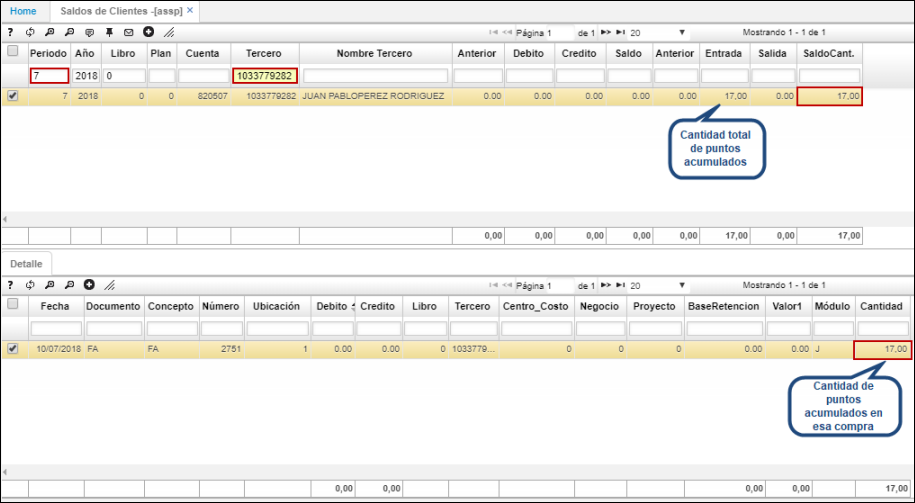 Home Saldos de Clientes -[assp] ×
? Página 1 de 1 20 Mostrando 1 - 1 de 1
Periodo Año Libro Plan Cuenta Tercero Nombre Tercero Anterior Debito Credito Saldo Anterior Entrada Salida SaldoCant.
7 2018 0 1033779282
7 2018 0 0 820507 1033779282 JUAN PABLOPEREZ RODRIGUEZ 0.00 0.00 0.00 0.00 0.00 17,00 0.00 17,00
Cantidad total
de puntos
acumulados
0,00 0,00 0,00 0,00 0,00 17,00 0,00 17,00
Detalle
? Página 1 de 1 20 Mostrando 1 - 1 de 1
Fecha Documento Concepto Número Ubicación Debito Credito Libro Tercero Centro_Costo Negocio Proyecto BaseRetencion Valor1 Módulo Cantidad
10/07/2018 FA FA 2751 1 0.00 0.00 0 1033779... 0 0 0 0.00 0.00 J 17,00
Cantidad de
puntos
acumulados en
esa compra
0,00 0,00 0,00 0,00 17,00